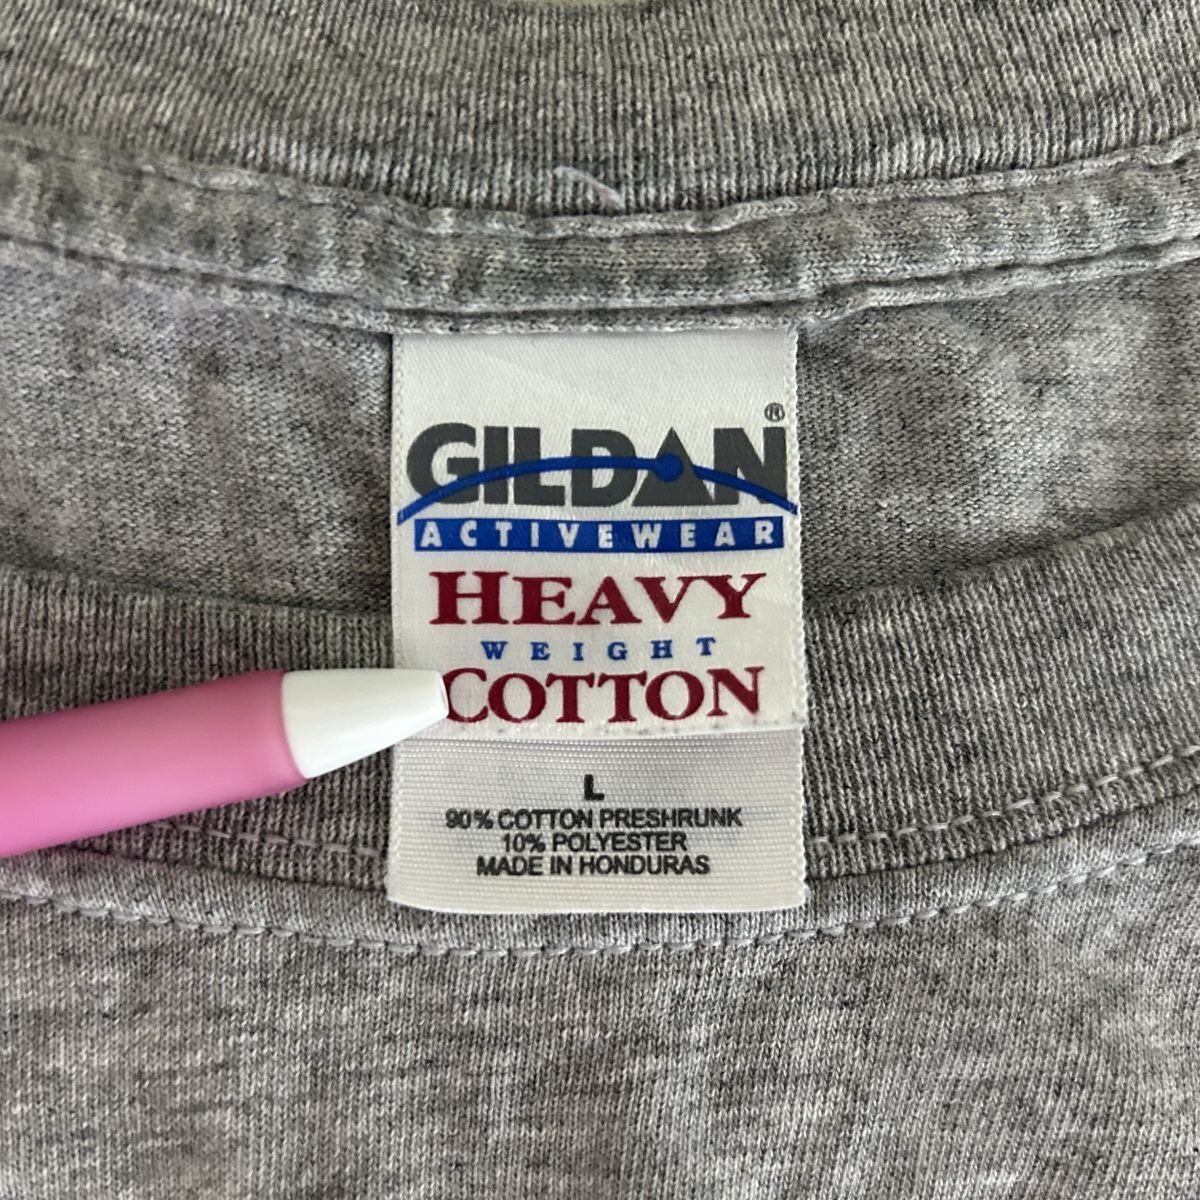 GILDAN®
ACTIVEWEAR
HEAVY
WEIGHT
COTTON
L
90% COTTON PRESHRUNK
10% POLYESTER
MADE IN HONDURAS